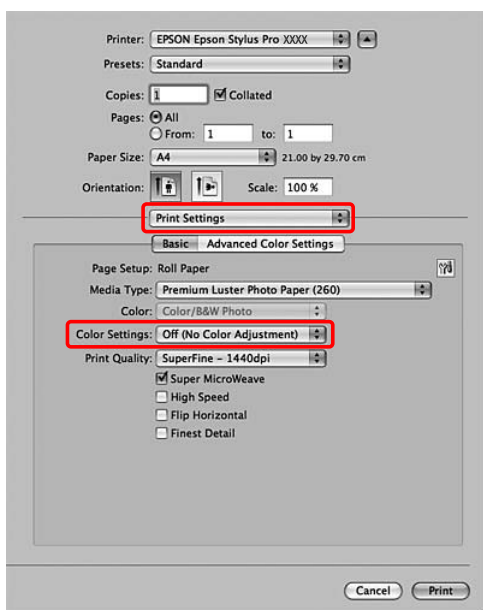 Printer: EPSON Epson Stylus Pro XXXX
Presets: Standard
Copies: 1 Collated
Pages: All
From: 1 to: 1
Paper Size: A4 21.00 by 29.70 cm
Orientation: Scale: 100 %
Print Settings
Basic Advanced Color Settings
Page Setup: Roll Paper
Media Type: Premium Luster Photo Paper (260)
Color: Color/B&W Photo
Color Settings: Off (No Color Adjustment)
Print Quality: SuperFine – 1440dpi
Super MicroWeave
High Speed
Flip Horizontal
Finest Detail
Cancel Print